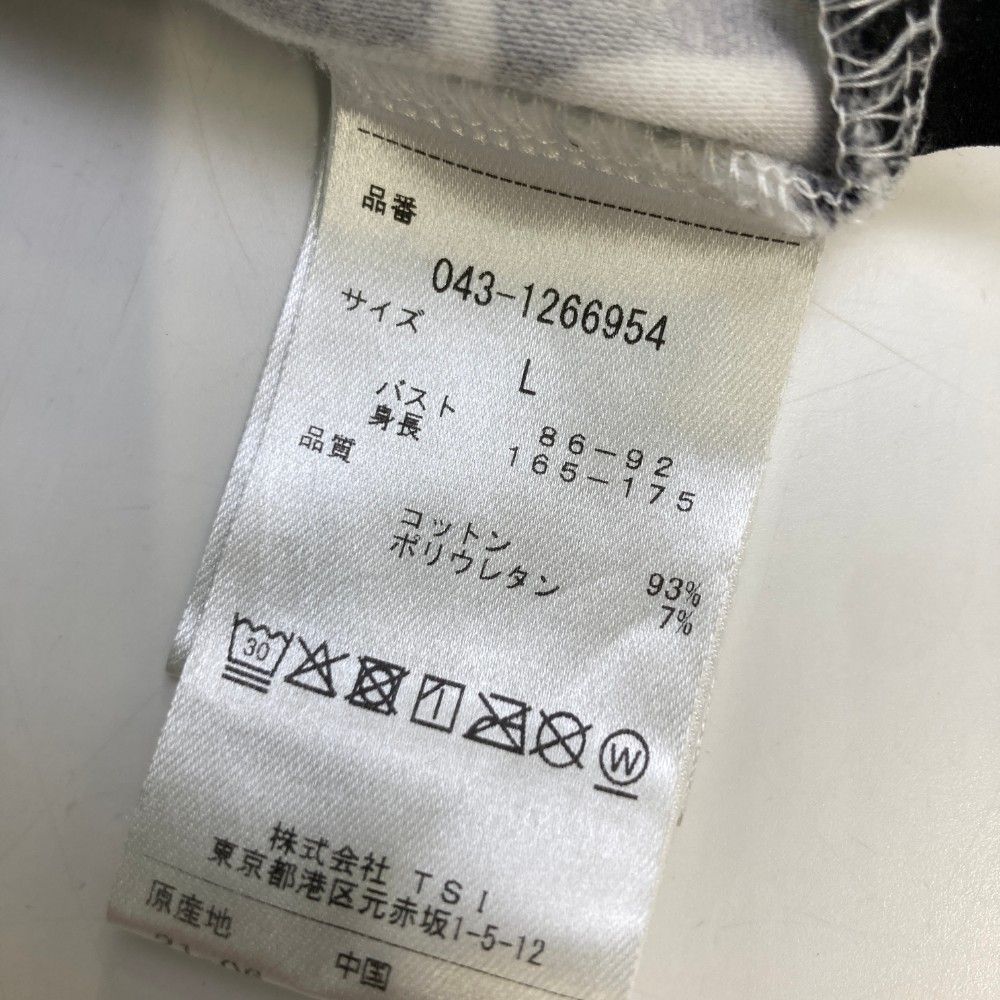 品番
043-1266954
サイズ
L
バスト 86-92
身長 165-175
品質
コットン 93%
ポリウレタン 7%
30
W
株式会社 TSI
東京都港区元赤坂1-5-12
原産地
中国